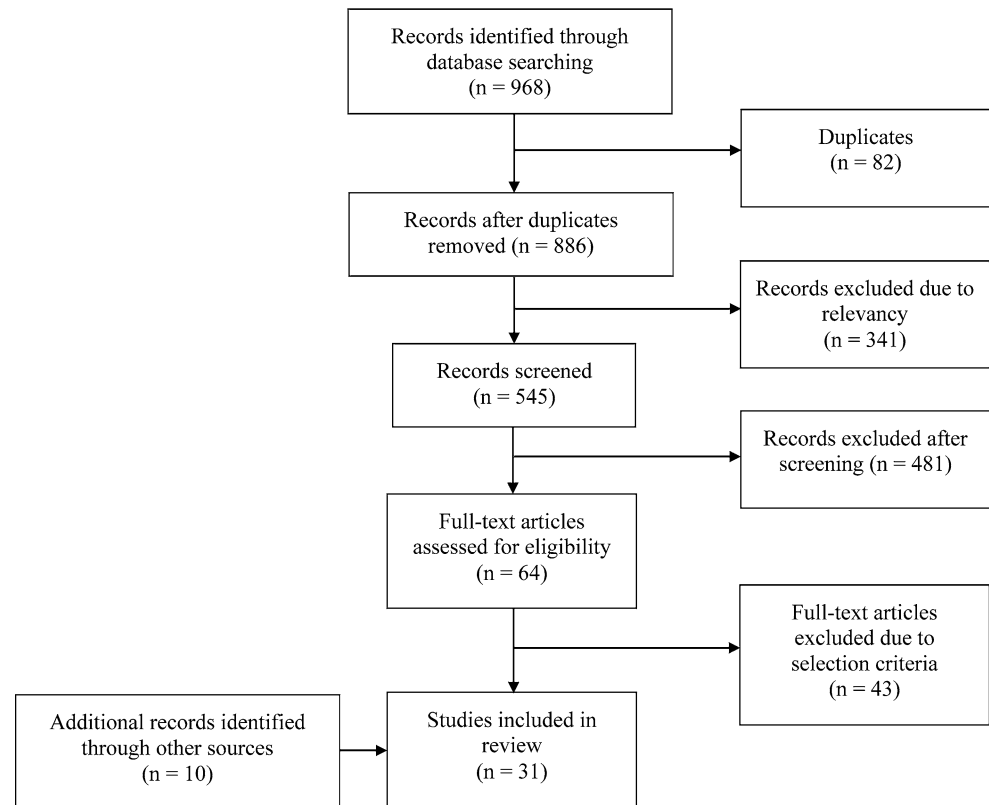 Records identified through
database searching
(n = 968)
Duplicates
(n = 82)
Records after duplicates
removed (n = 886)
Records excluded due to
relevancy
(n = 341)
Records screened
(n = 545)
Records excluded after
screening (n = 481)
Full-text articles
assessed for eligibility
(n = 64)
Full-text articles
excluded due to
selection criteria
(n = 43)
Additional records identified
through other sources
(n = 10)
Studies included in
review
(n = 31)